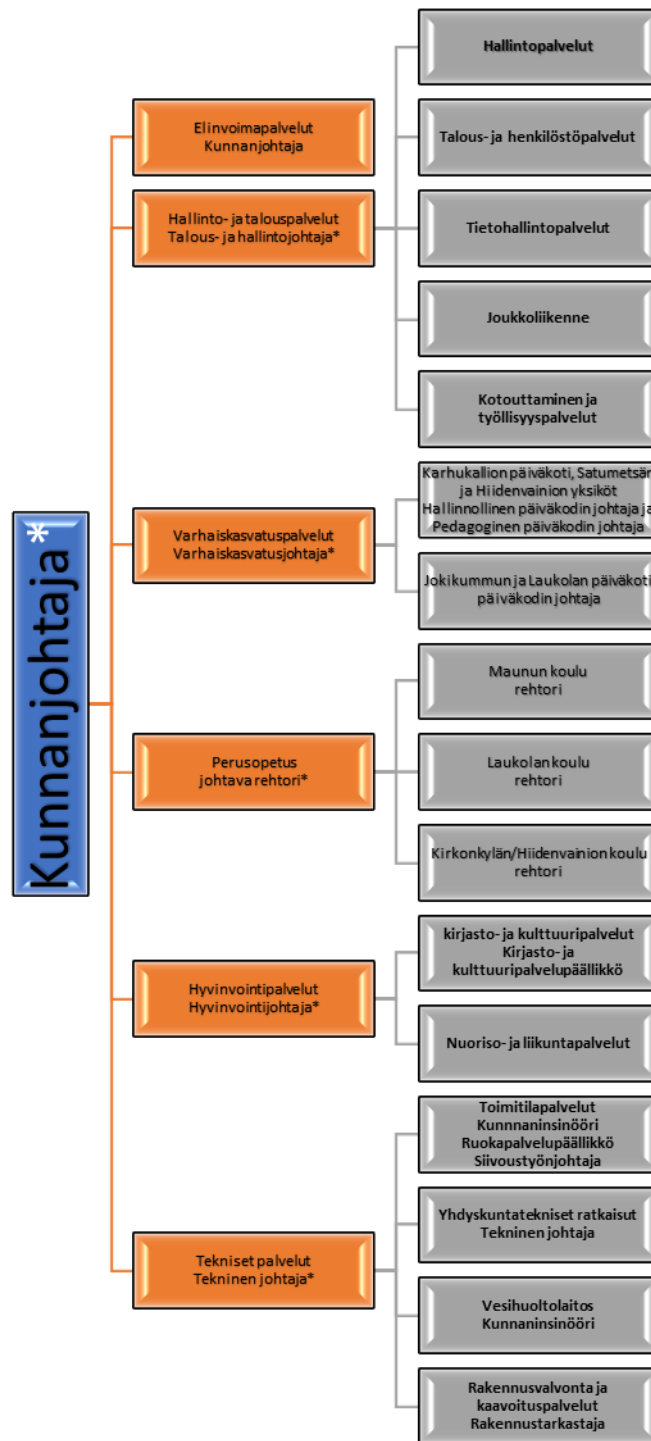 Kunnanjohtaja*
Elinvoimapalvelut
Kunnanjohtaja
Hallinto- ja talouspalvelut
Talous- ja hallintojohtaja*
Hallintopalvelut
Talous- ja henkilöstöpalvelut
Tietohallintopalvelut
Joukkoliikenne
Kotouttaminen ja
työllisyyspalvelut
Varhaiskasvatuspalvelut
Varhaiskasvatusjohtaja*
Karhukallion päiväkoti, Satumetsän
ja Hiidenvainion yksiköt
Hallinnollinen päiväkodin johtaja ja
Pedagoginen päiväkodin johtaja
Jokikummun ja Laukolan päiväkoti
päiväkodin johtaja
Perusopetus
johtava rehtori*
Maunun koulu
rehtori
Laukolan koulu
rehtori
Kirkonkylän/Hiidenvainion koulu
rehtori
Hyvinvointipalvelut
Hyvinvointijohtaja*
kirjasto- ja kulttuuripalvelut
Kirjasto- ja
kulttuuripalvelupäällikkö
Nuoriso- ja liikuntapalvelut
Tekniset palvelut
Tekninen johtaja*
Toimitilapalvelut
Kunnnaninsinööri
Ruokapalvelupäällikkö
Siivoustyönjohtaja
Yhdyskuntatekniset ratkaisut
Tekninen johtaja
Vesihuoltolaitos
Kunnaninsinööri
Rakennusvalvonta ja
kaavoituspalvelut
Rakennustarkastaja